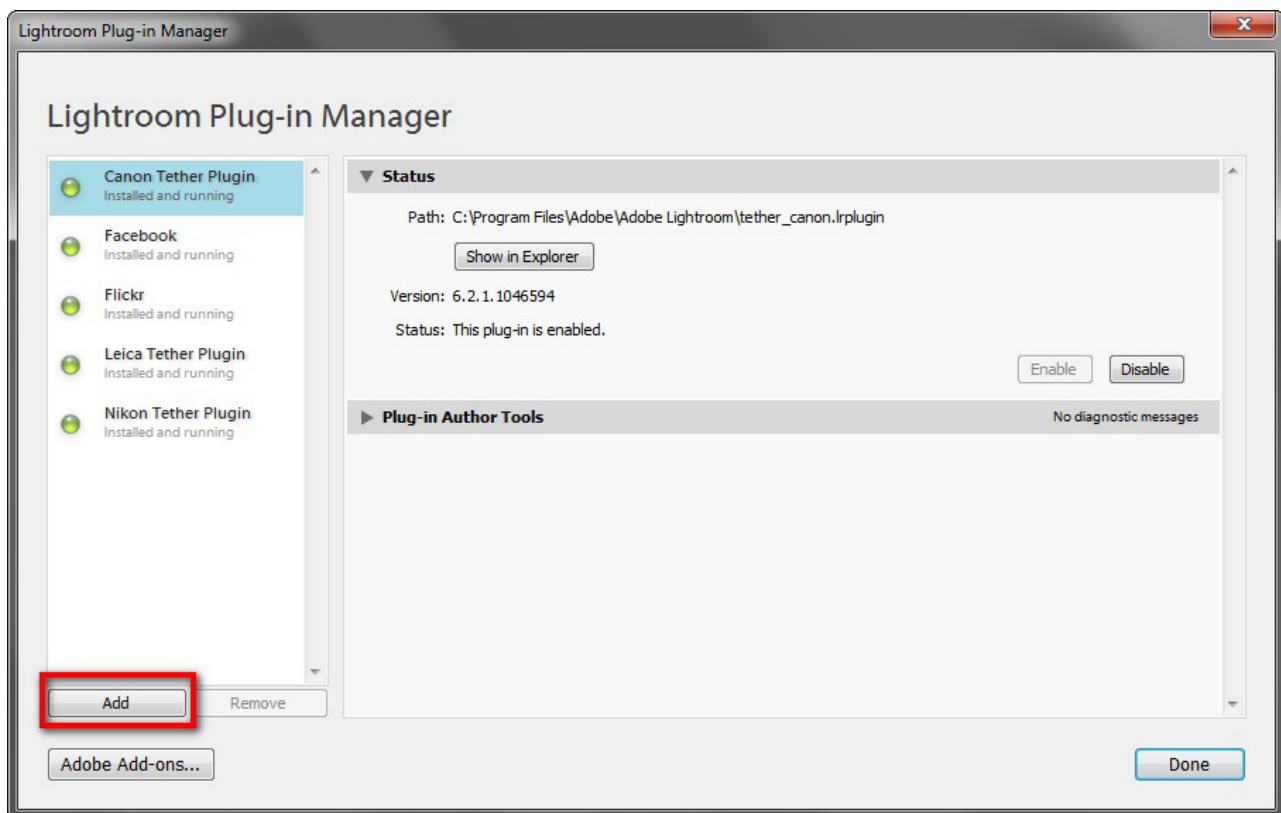 Lightroom Plug-in Manager
Lightroom Plug-in Manager
Canon Tether Plugin
Installed and running
Facebook
Installed and running
Flickr
Installed and running
Leica Tether Plugin
Installed and running
Nikon Tether Plugin
Installed and running
Add
Remove
Adobe Add-ons...
Status
Path: C:\Program Files\Adobe\Adobe Lightroom\tether_canon.lrplugin
Show in Explorer
Version: 6.2.1.1046594
Status: This plug-in is enabled.
Enable Disable
Plug-in Author Tools No diagnostic messages
Done